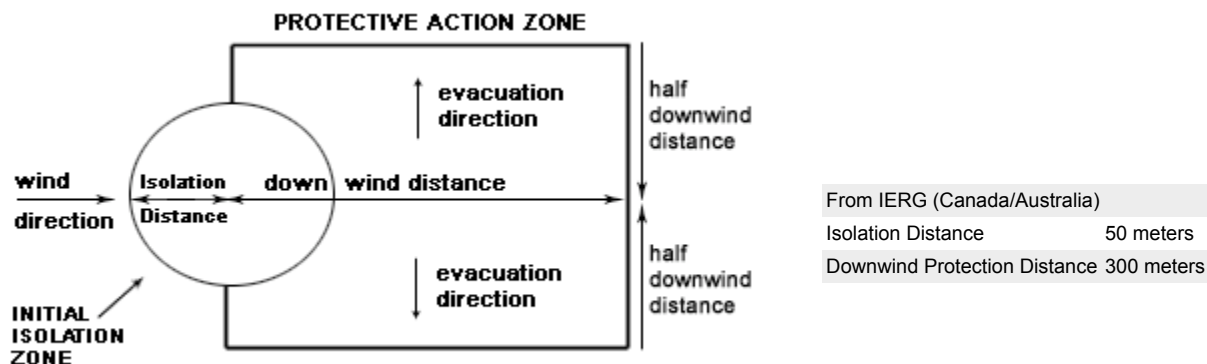 PROTECTIVE ACTION ZONE
evacuation
direction
half
downwind
distance
wind
direction
Isolation
Distance
down wind distance
evacuation
direction
half
downwind
distance
INITIAL
ISOLATION
ZONE
From IERG (Canada/Australia)
Isolation Distance 50 meters
Downwind Protection Distance 300 meters